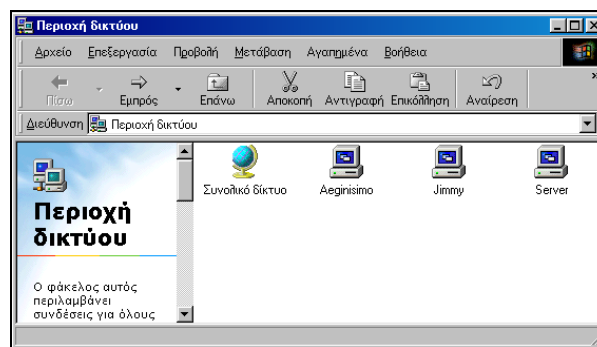 Περιοχή δικτύου
Αρχείο Επεξεργασία Προβολή Μετάβαση Αγαπημένα Βοήθεια
Πίσω Εμπρός Επάνω Αποκοπή Αντιγραφή Επικόλληση Αναίρεση »
Διεύθυνση Περιοχή δικτύου
Συνολικό δίκτυο Aeginisimo Jimmy Server
Περιοχή
δικτύου
Ο φάκελος αυτός
περιλαμβάνει
συνδέσεις για όλους